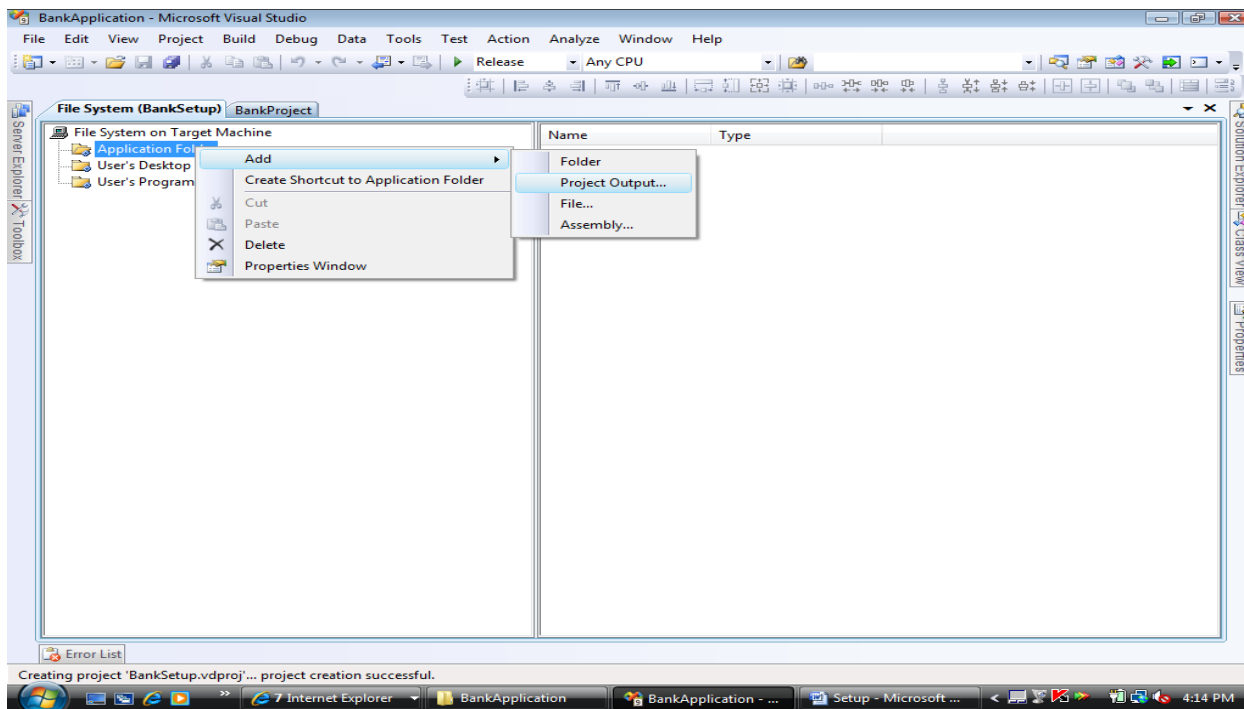 BankApplication - Microsoft Visual Studio
File Edit View Project Build Debug Data Tools Test Action Analyze Window Help
Release Any CPU
File System (BankSetup) BankProject
Server Explorer
Toolbox
File System on Target Machine
Application Fol
User's Desktop
User's Program
Add
Create Shortcut to Application Folder
Cut
Paste
Delete
Properties Window
Folder
Project Output...
File...
Assembly...
Name Type
Solution Explorer
Class View
Properties
Error List
Creating project 'BankSetup.vdproj'... project creation successful.
7 Internet Explorer BankApplication BankApplication - ... Setup - Microsoft ... 4:14 PM